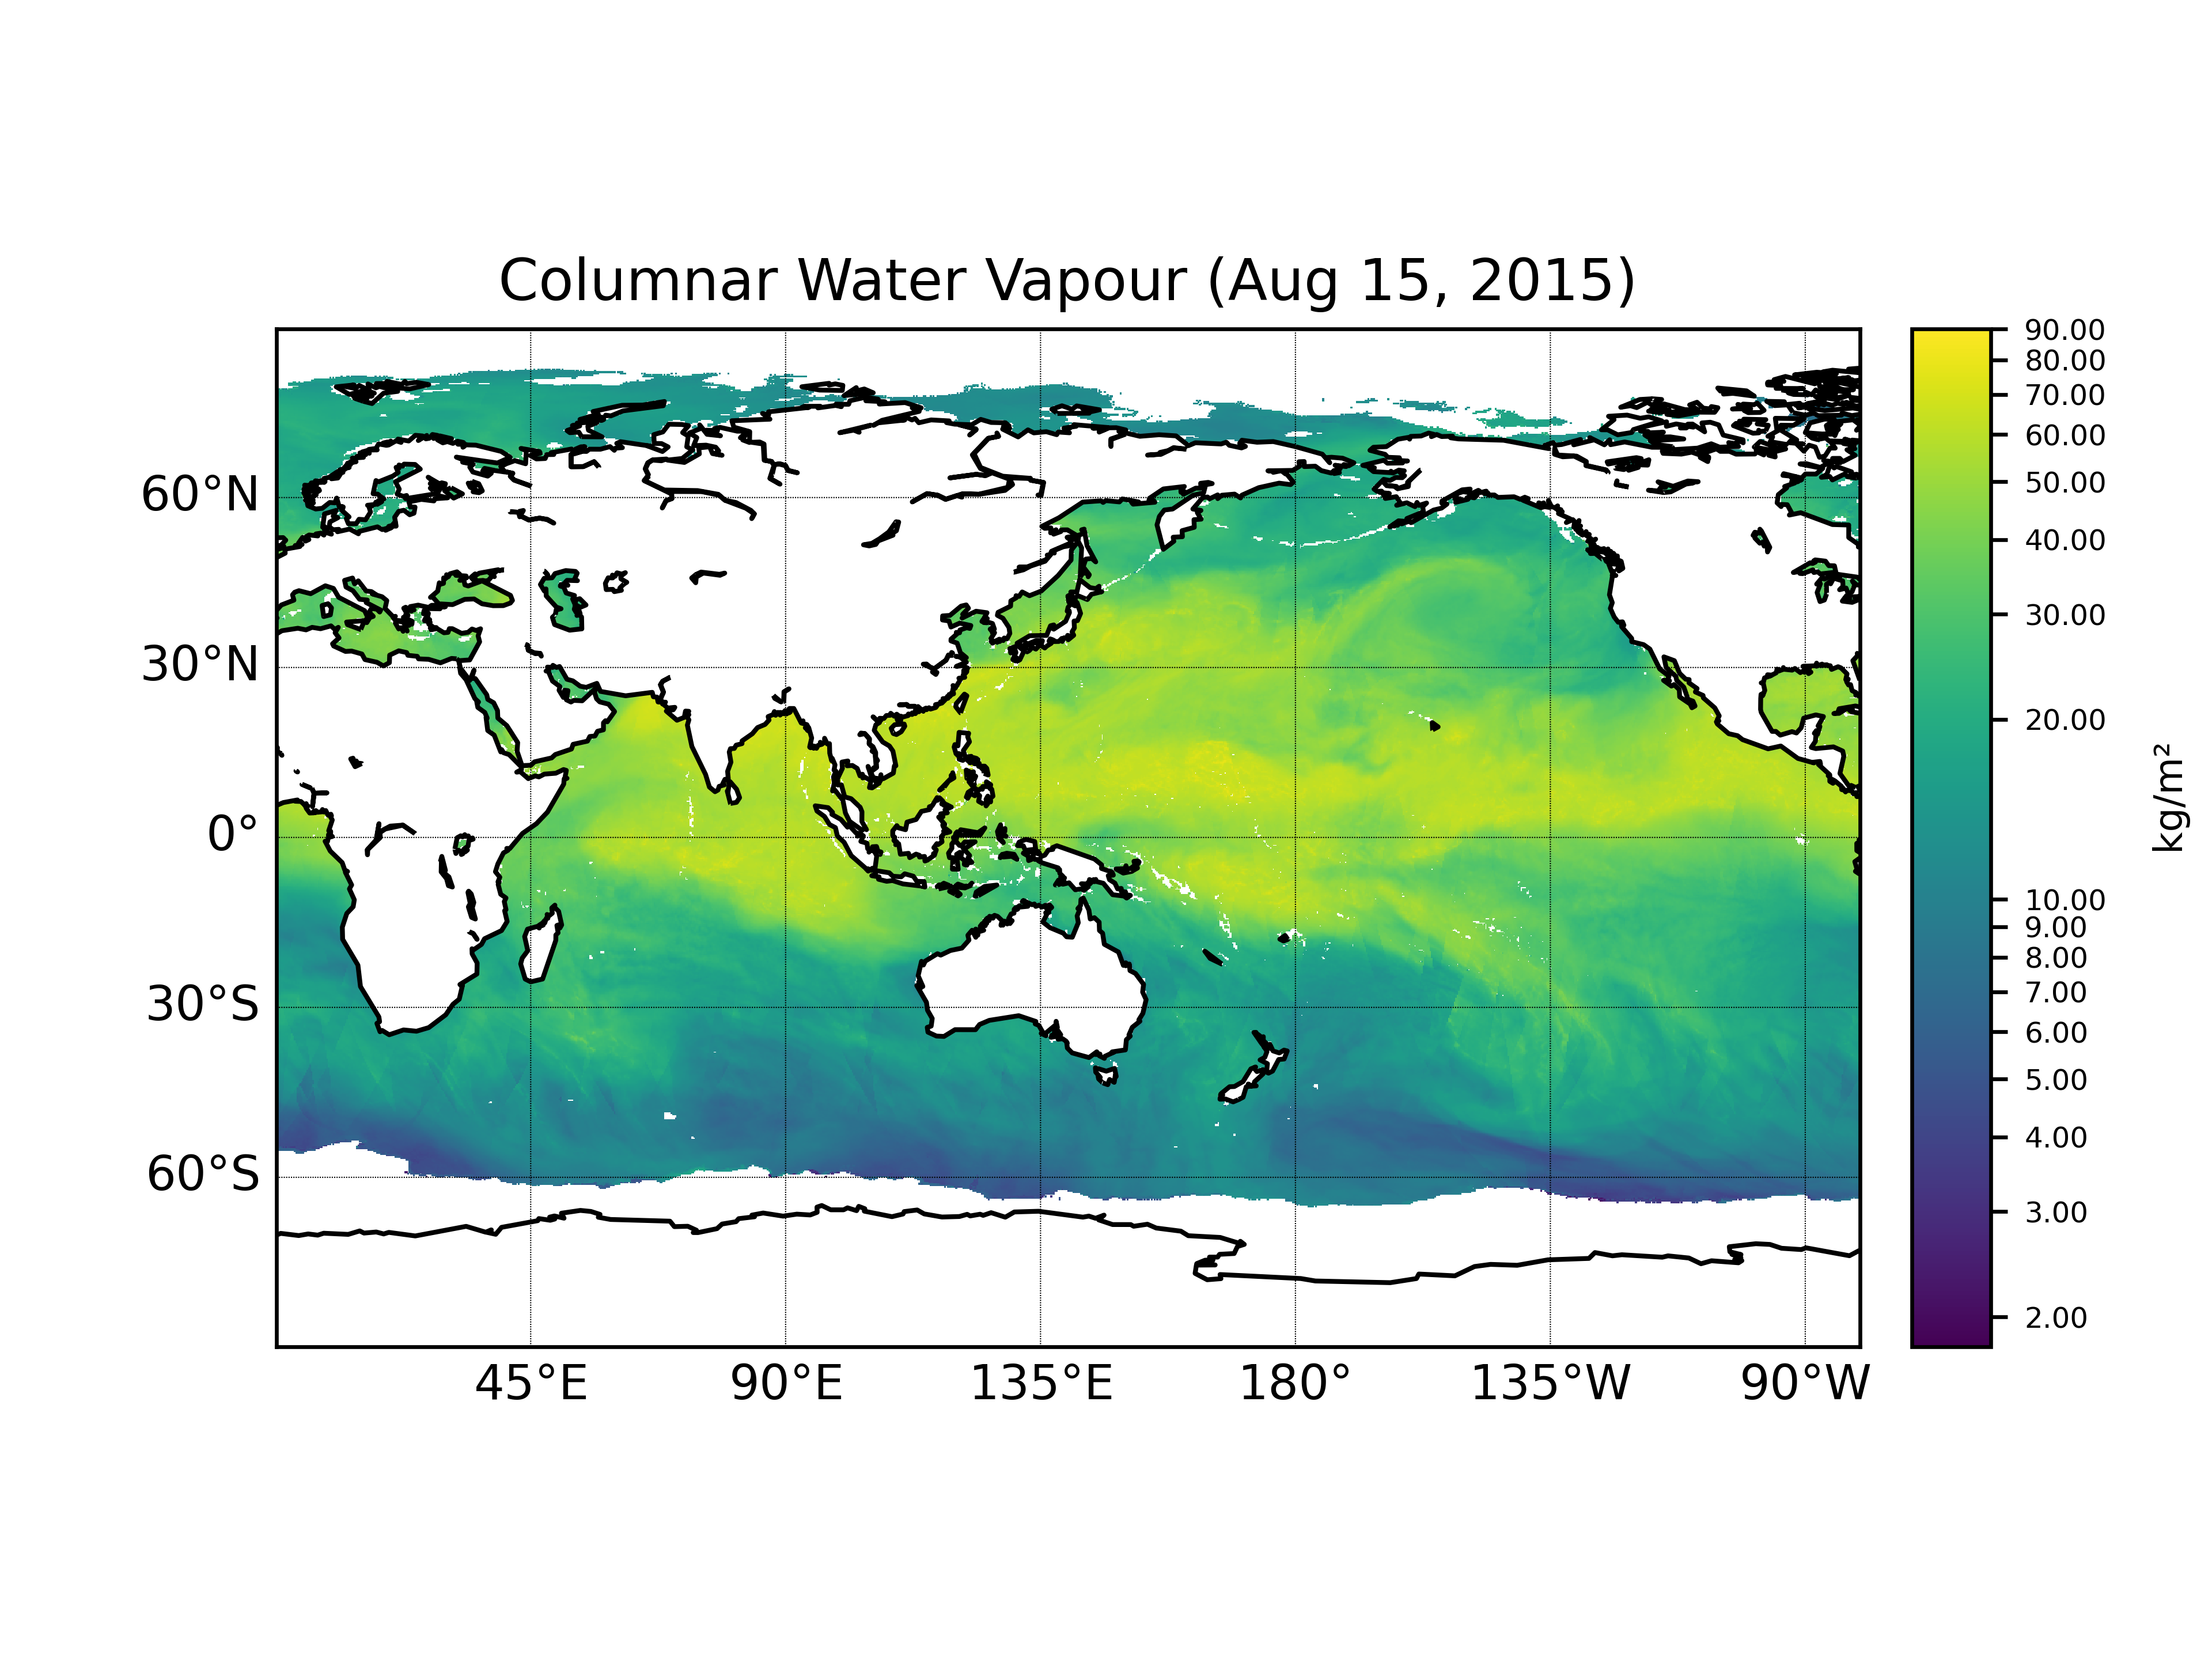 Columnar Water Vapour (Aug 15, 2015)
60°N
30°N
0°
30°S
60°S
45°E
90°E
135°E
180°
135°W
90°W
90.00
80.00
70.00
60.00
50.00
40.00
30.00
20.00
10.00
9.00
8.00
7.00
6.00
5.00
4.00
3.00
2.00
kg/m²